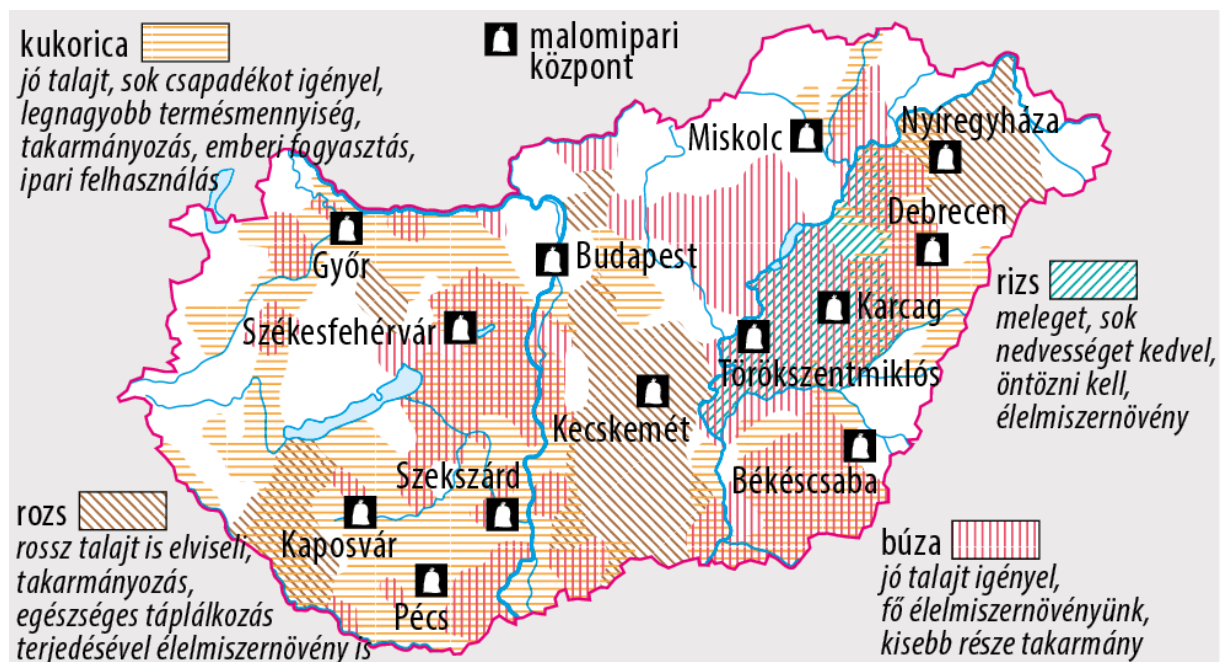 kukorica
jó talajt, sok csapadékot igényel,
legnagyobb termésmennyiség,
takarmányozás, emberi fogyasztás,
ipari felhasználás
malomipari
központ
Miskolc
Nyíregyháza
Debrecen
Győr
Budapest
Székesfehérvár
Karcag
Törökszentmiklós
Kecskemét
Szekszárd
Békéscsaba
Kaposvár
Pécs
rizs
meleget, sok
nedvességet kedvel,
öntözni kell,
élelmiszernövény
rozs
rossz talajt is elviseli,
takarmányozás,
egészséges táplálkozás
terjedésével élelmiszernövény is
búza
jó talajt igényel,
fő élelmiszernövényünk,
kisebb része takarmány